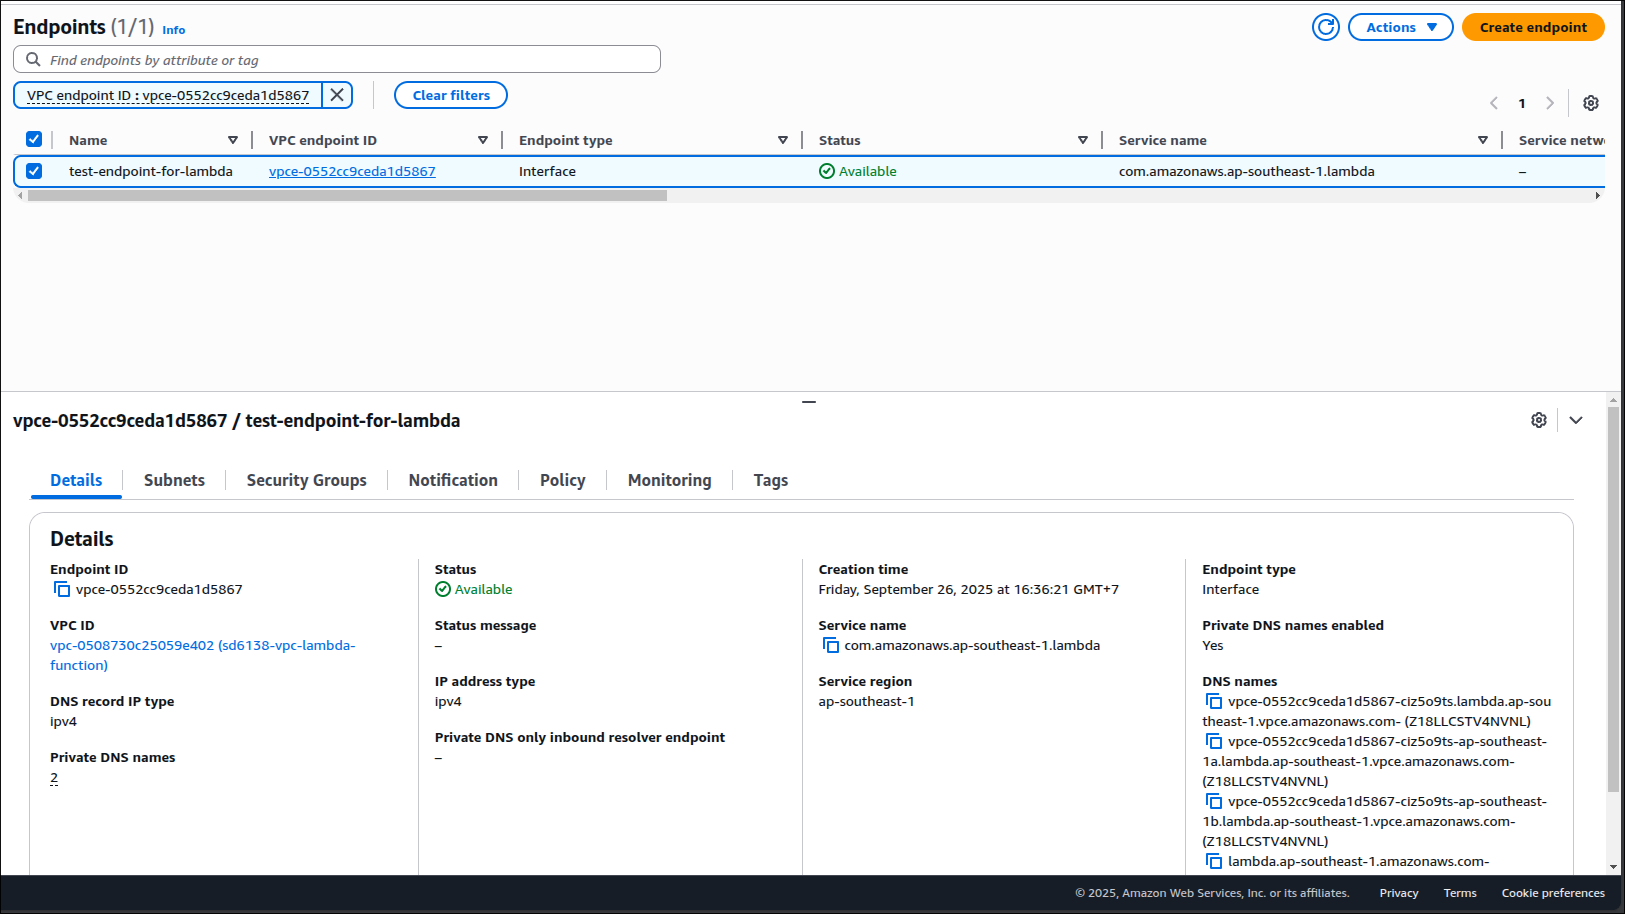 Endpoints (1/1) Info
Actions
Create endpoint
Find endpoints by attribute or tag
VPC endpoint ID : vpce-0552cc9ceda1d5867
Clear filters
1
Name VPC endpoint ID Endpoint type Status Service name Service netw
test-endpoint-for-lambda vpce-0552cc9ceda1d5867 Interface Available com.amazonaws.ap-southeast-1.lambda –
vpce-0552cc9ceda1d5867 / test-endpoint-for-lambda
Details Subnets Security Groups Notification Policy Monitoring Tags
Details
Endpoint ID
vpce-0552cc9ceda1d5867
VPC ID
vpc-0508730c25059e402 (sd6138-vpc-lambda-
function)
DNS record IP type
ipv4
Private DNS names
2
Status
Available
Status message
–
IP address type
ipv4
Private DNS only inbound resolver endpoint
–
Creation time
Friday, September 26, 2025 at 16:36:21 GMT+7
Service name
com.amazonaws.ap-southeast-1.lambda
Service region
ap-southeast-1
Endpoint type
Interface
Private DNS names enabled
Yes
DNS names
vpce-0552cc9ceda1d5867-ciz5o9ts.lambda.ap-sou
theast-1.vpce.amazonaws.com- (Z18LLCSTV4NVNL)
vpce-0552cc9ceda1d5867-ciz5o9ts-ap-southeast-
1a.lambda.ap-southeast-1.vpce.amazonaws.com-
(Z18LLCSTV4NVNL)
vpce-0552cc9ceda1d5867-ciz5o9ts-ap-southeast-
1b.lambda.ap-southeast-1.vpce.amazonaws.com-
(Z18LLCSTV4NVNL)
lambda.ap-southeast-1.amazonaws.com-
© 2025, Amazon Web Services, Inc. or its affiliates. Privacy Terms Cookie preferences